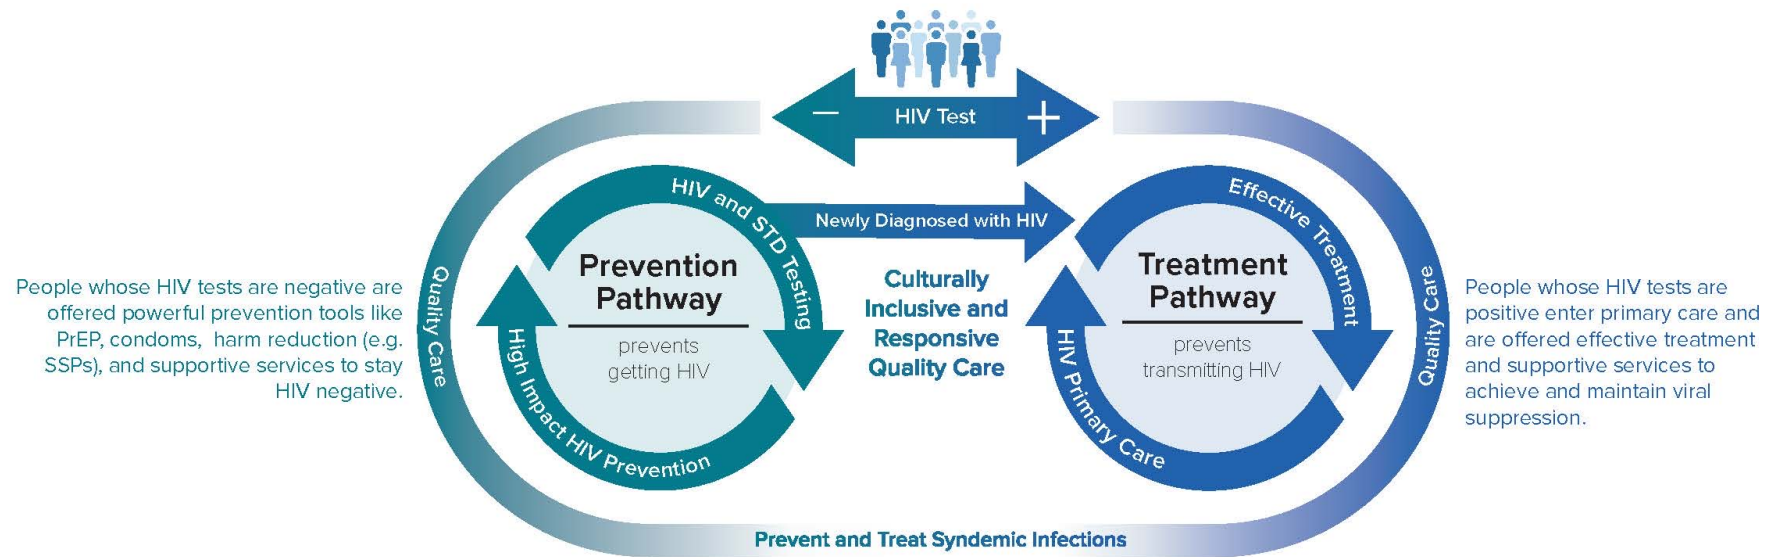 − HIV Test +
HIV and STD Testing
High Impact HIV Prevention
Prevention
Pathway
prevents
getting HIV
Newly Diagnosed with HIV
Culturally
Inclusive and
Responsive
Quality Care
Effective Treatment
HIV Primary Care
Treatment
Pathway
prevents
transmitting HIV
Quality Care
Quality Care
People whose HIV tests are negative are
offered powerful prevention tools like
PrEP, condoms, harm reduction (e.g.
SSPs), and supportive services to stay
HIV negative.
People whose HIV tests are
positive enter primary care and
are offered effective treatment
and supportive services to
achieve and maintain viral
suppression.
Prevent and Treat Syndemic Infections